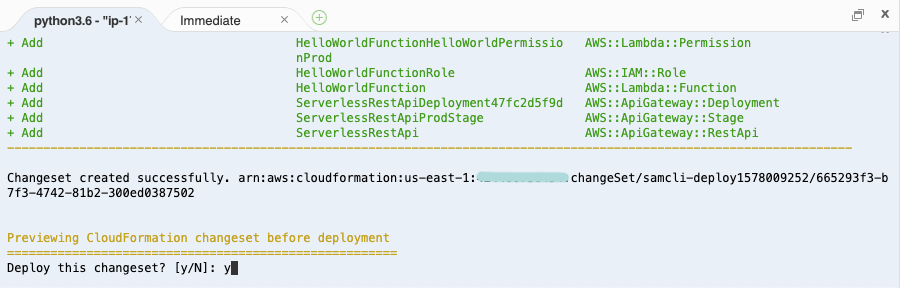 python3.6 - "ip-1'
Immediate
+ Add HelloWorldFunctionHelloWorldPermissio AWS::Lambda::Permission
nProd
+ Add HelloWorldFunctionRole AWS::IAM::Role
+ Add HelloWorldFunction AWS::Lambda::Function
+ Add ServerlessRestApiDeployment47fc2d5f9d AWS::ApiGateway::Deployment
+ Add ServerlessRestApiProdStage AWS::ApiGateway::Stage
+ Add ServerlessRestApi AWS::ApiGateway::RestApi
Changeset created successfully. arn:aws:cloudformation:us-east-1: :changeSet/samcli-deploy1578009252/665293f3-b
7f3-4742-81b2-300ed0387502
Previewing CloudFormation changeset before deployment
======================================================
Deploy this changeset? [y/N]: y